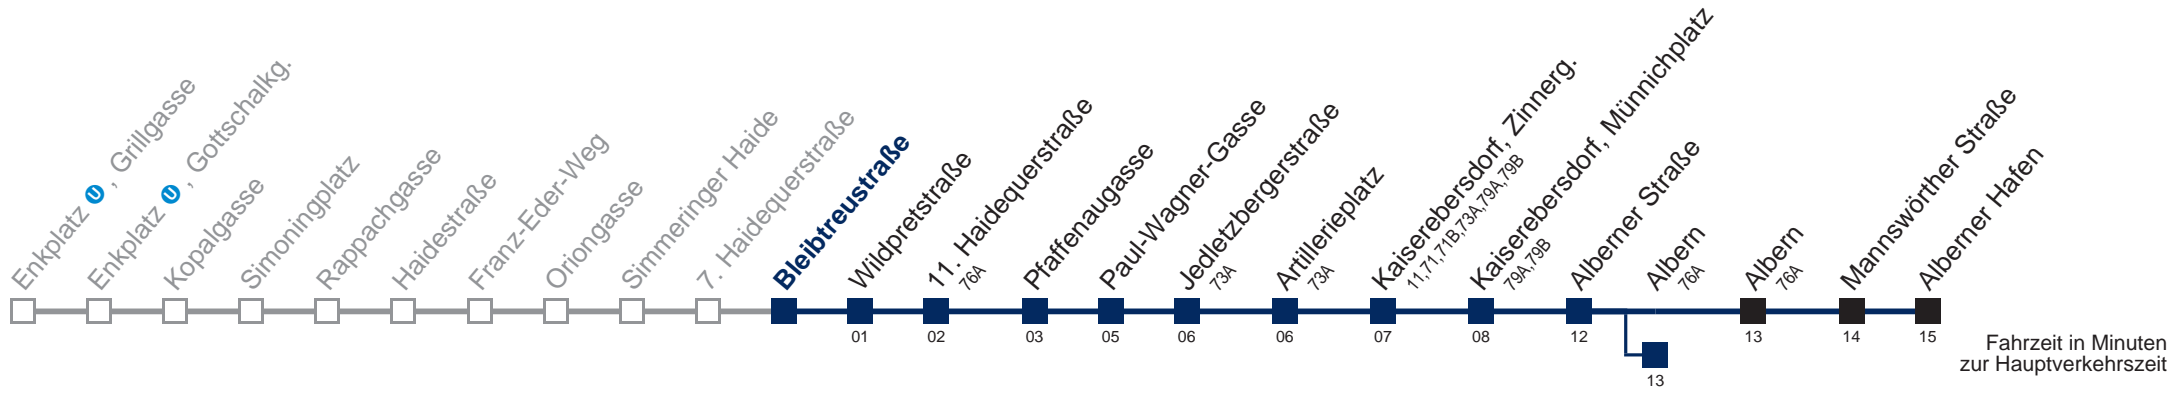 Enkplatz U , Grillgasse
Enkplatz U , Gottschalkg.
Kopalgasse
Simoningplatz
Rappachgasse
Haidestraße
Franz-Eder-Weg
Oriongasse
Simmeringer Haide
7. Haidequerstraße
Bleibtreustraße
Wildpretstraße
01
11. Haidequerstraße
76A
02
Pfaffenaugasse
03
Paul-Wagner-Gasse
05
Jedletzbergerstraße
73A
06
Artillerieplatz
73A
06
Kaiserebersdorf, Zinnerg.
11,71,71B,73A,79A,79B
07
Kaiserebersdorf, Münnichplatz
79A,79B
08
Alberner Straße
12
Albern
76A
13
Albern
76A
13
Mannswörther Straße
14
Alberner Hafen
15
Fahrzeit in Minuten
zur Hauptverkehrszeit